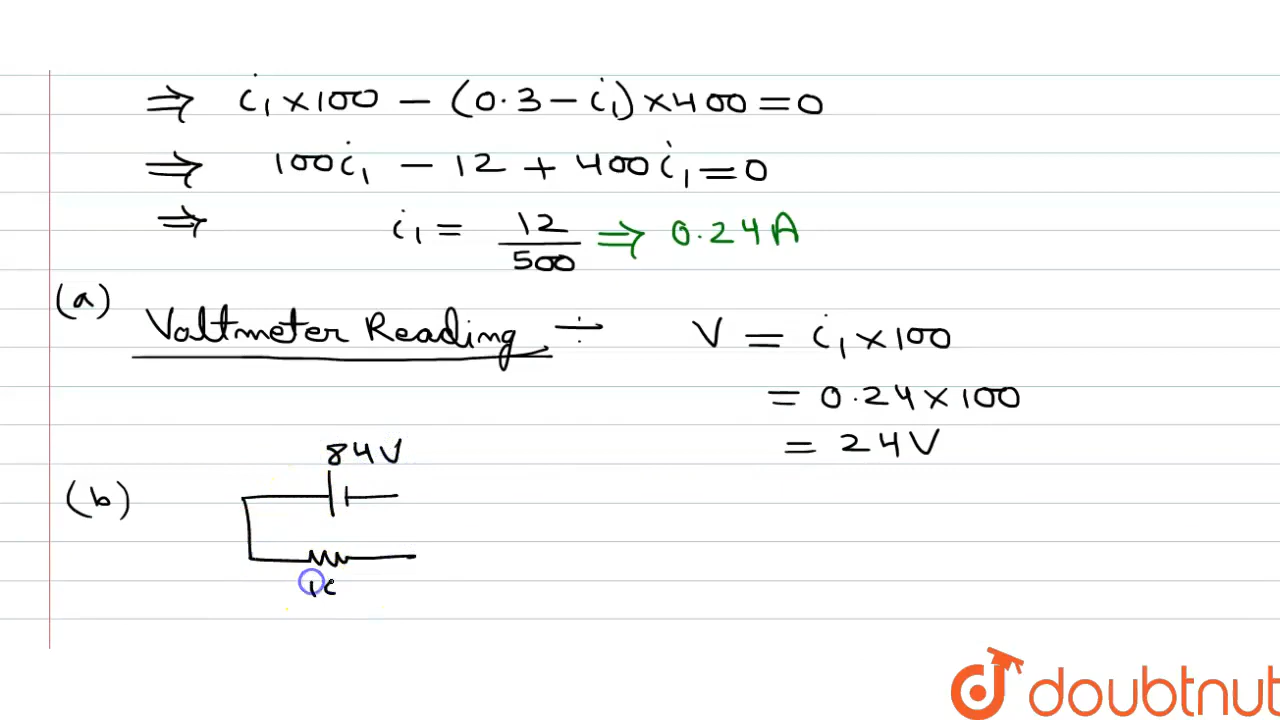 ⇒ i₁×100 − (0.3 − i₁)×400 = 0
⇒ 100i₁ − 12 + 400i₁ = 0
⇒ i₁ = 12/500 ⇒ 0.24A
(a) Voltmeter Reading ÷ V = i₁×100
= 0.24×100
= 24V
84V
(b)
doubtnut